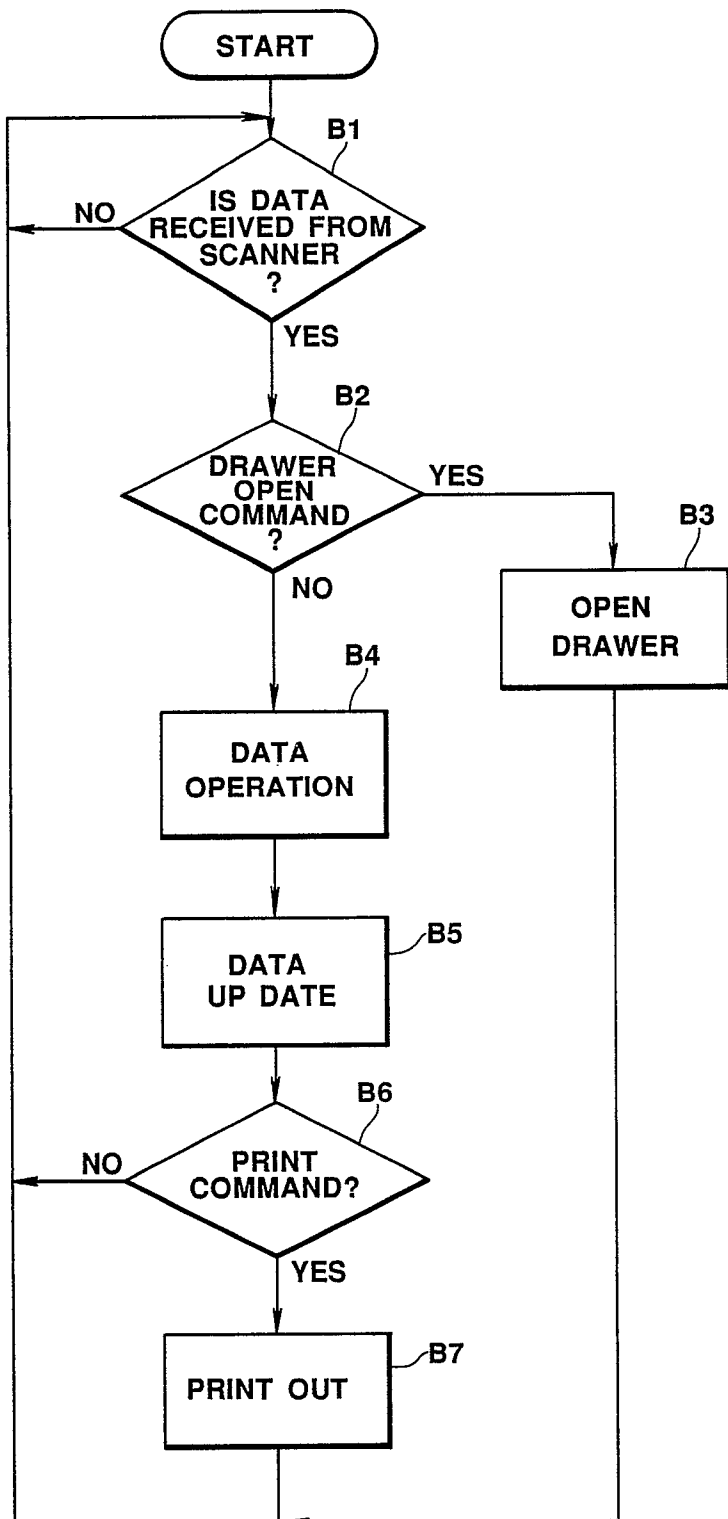 START
B1
IS DATA
RECEIVED FROM
SCANNER
?
NO
YES
B2
DRAWER
OPEN
COMMAND
?
YES
NO
B3
OPEN
DRAWER
B4
DATA
OPERATION
B5
DATA
UP DATE
B6
PRINT
COMMAND?
NO
YES
B7
PRINT OUT